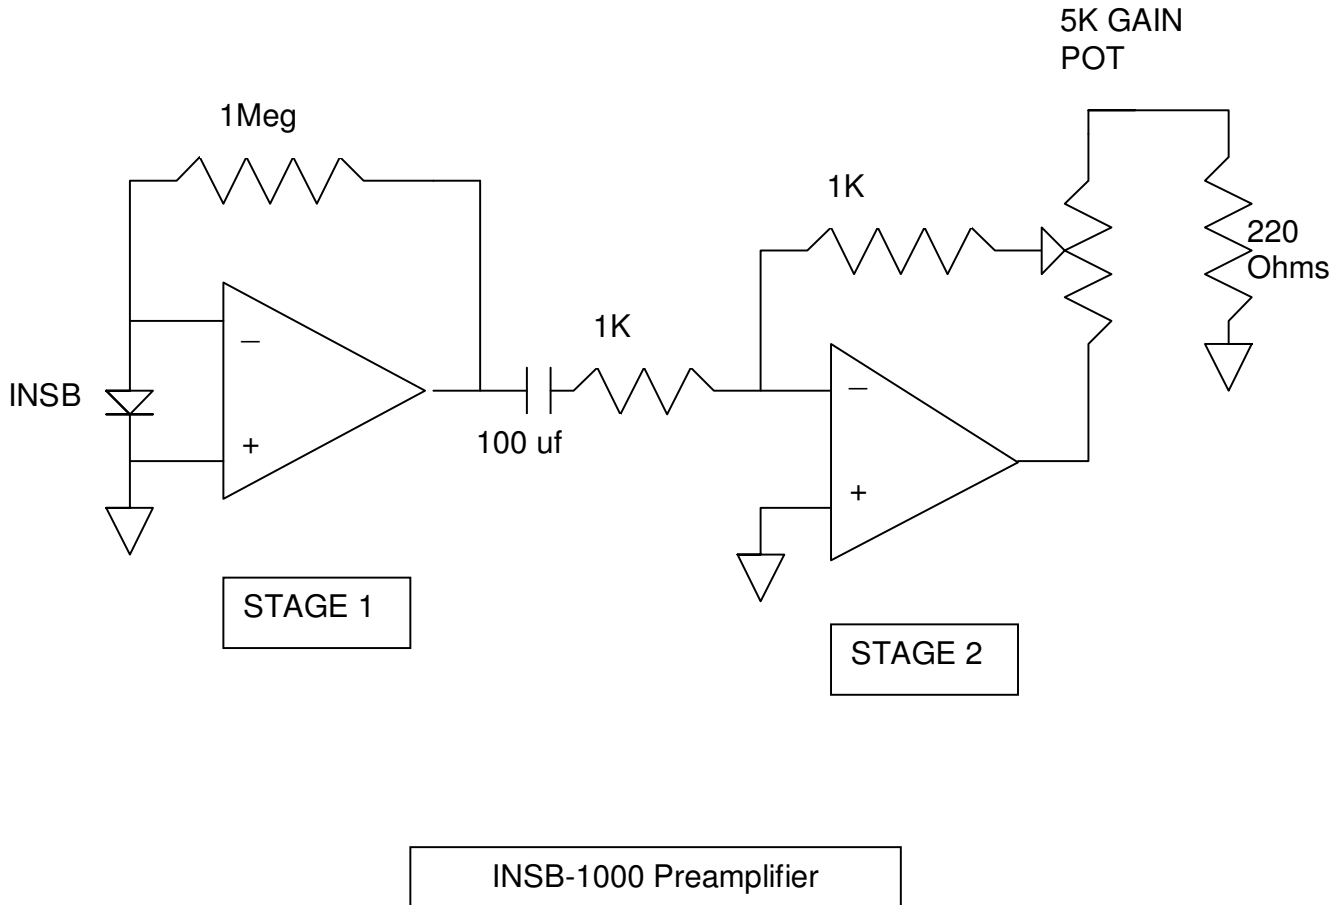 5K GAIN
POT
1Meg
1K
220
Ohms
1K
–
INSB
–
+
100 uf
+
STAGE 1
STAGE 2
INSB-1000 Preamplifier